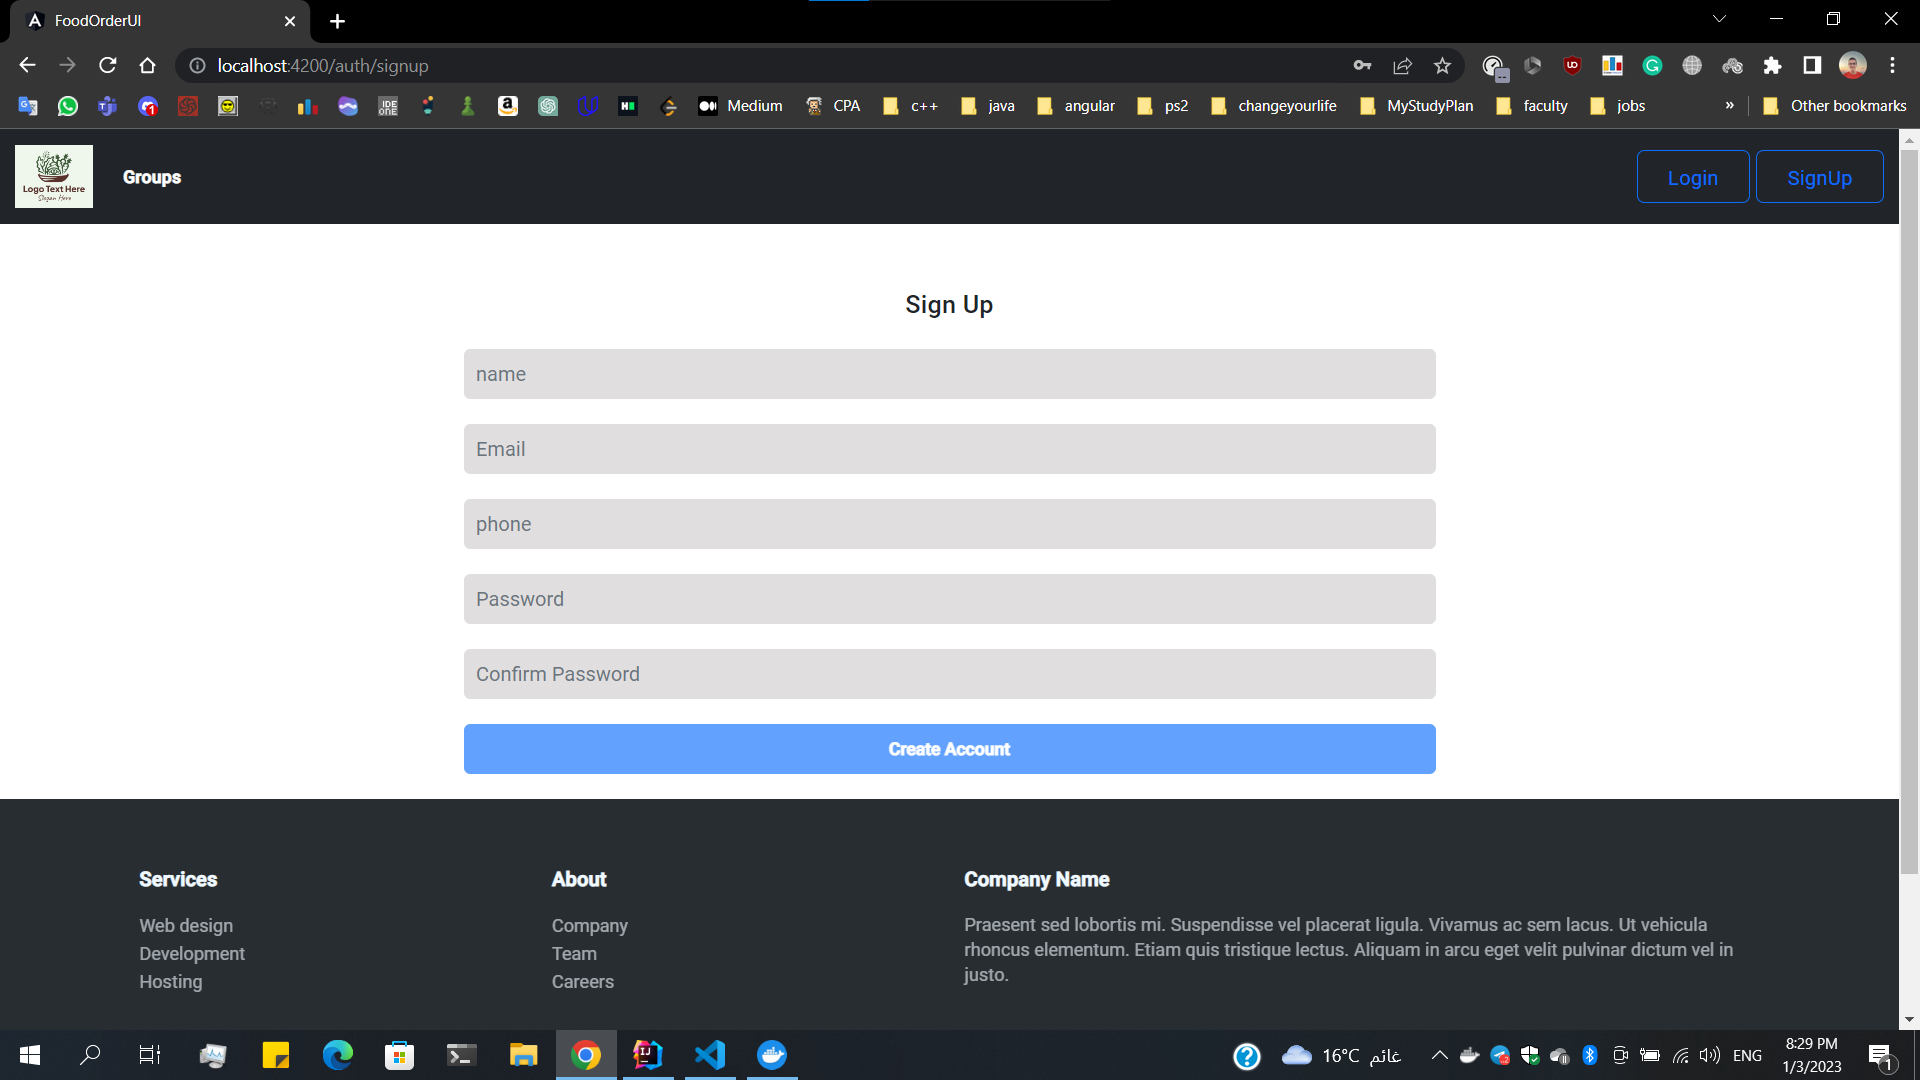 FoodOrderUI
localhost:4200/auth/signup
Medium CPA c++ java angular ps2 changeyourlife MyStudyPlan faculty jobs » Other bookmarks
Logo Text Here
Slogan Here
Groups
Login SignUp
Sign Up
name
Email
phone
Password
Confirm Password
Create Account
Services
Web design
Development
Hosting
About
Company
Team
Careers
Company Name
Praesent sed lobortis mi. Suspendisse vel placerat ligula. Vivamus ac sem lacus. Ut vehicula
rhoncus elementum. Etiam quis tristique lectus. Aliquam in arcu eget velit pulvinar dictum vel in
justo.
16°C غائم
ENG
8:29 PM
1/3/2023
1